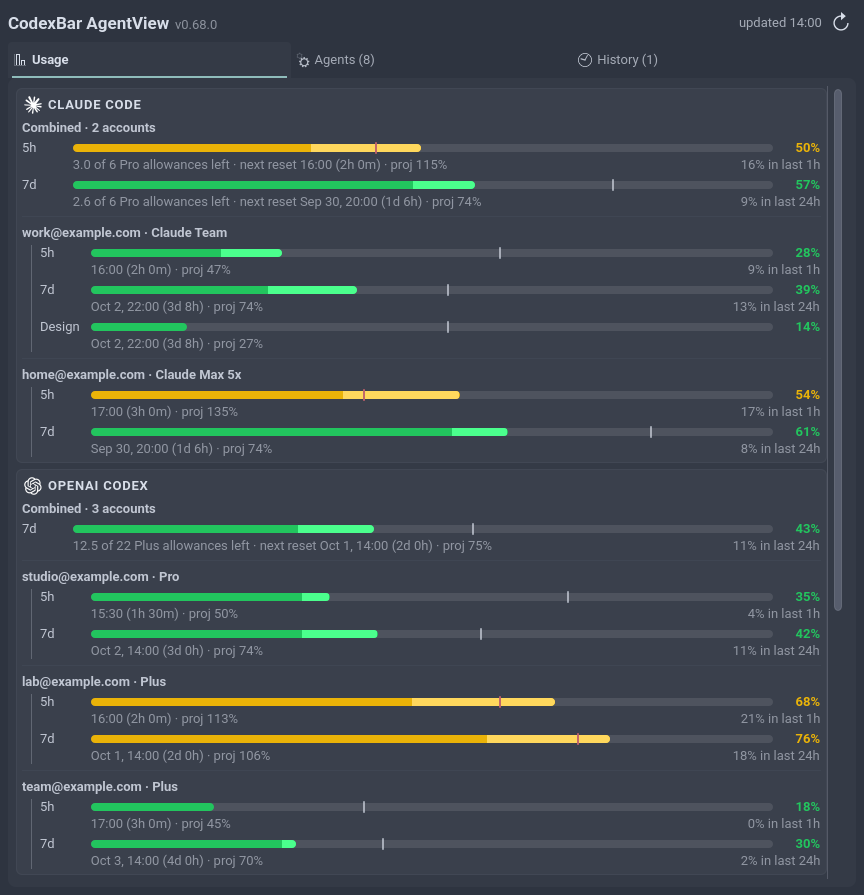 CodexBar AgentView v0.68.0
updated 14:00
Usage
Agents (8)
History (1)
CLAUDE CODE
Combined · 2 accounts
5h 50%
3.0 of 6 Pro allowances left · next reset 16:00 (2h 0m) · proj 115% 16% in last 1h
7d 57%
2.6 of 6 Pro allowances left · next reset Sep 30, 20:00 (1d 6h) · proj 74% 9% in last 24h
work@example.com · Claude Team
5h 28%
16:00 (2h 0m) · proj 47% 9% in last 1h
7d 39%
Oct 2, 22:00 (3d 8h) · proj 74% 13% in last 24h
Design 14%
Oct 2, 22:00 (3d 8h) · proj 27%
home@example.com · Claude Max 5x
5h 54%
17:00 (3h 0m) · proj 135% 17% in last 1h
7d 61%
Sep 30, 20:00 (1d 6h) · proj 74% 8% in last 24h
OPENAI CODEX
Combined · 3 accounts
7d 43%
12.5 of 22 Plus allowances left · next reset Oct 1, 14:00 (2d 0h) · proj 75% 11% in last 24h
studio@example.com · Pro
5h 35%
15:30 (1h 30m) · proj 50% 4% in last 1h
7d 42%
Oct 2, 14:00 (3d 0h) · proj 74% 11% in last 24h
lab@example.com · Plus
5h 68%
16:00 (2h 0m) · proj 113% 21% in last 1h
7d 76%
Oct 1, 14:00 (2d 0h) · proj 106% 18% in last 24h
team@example.com · Plus
5h 18%
17:00 (3h 0m) · proj 45% 0% in last 1h
7d 30%
Oct 3, 14:00 (4d 0h) · proj 70% 2% in last 24h